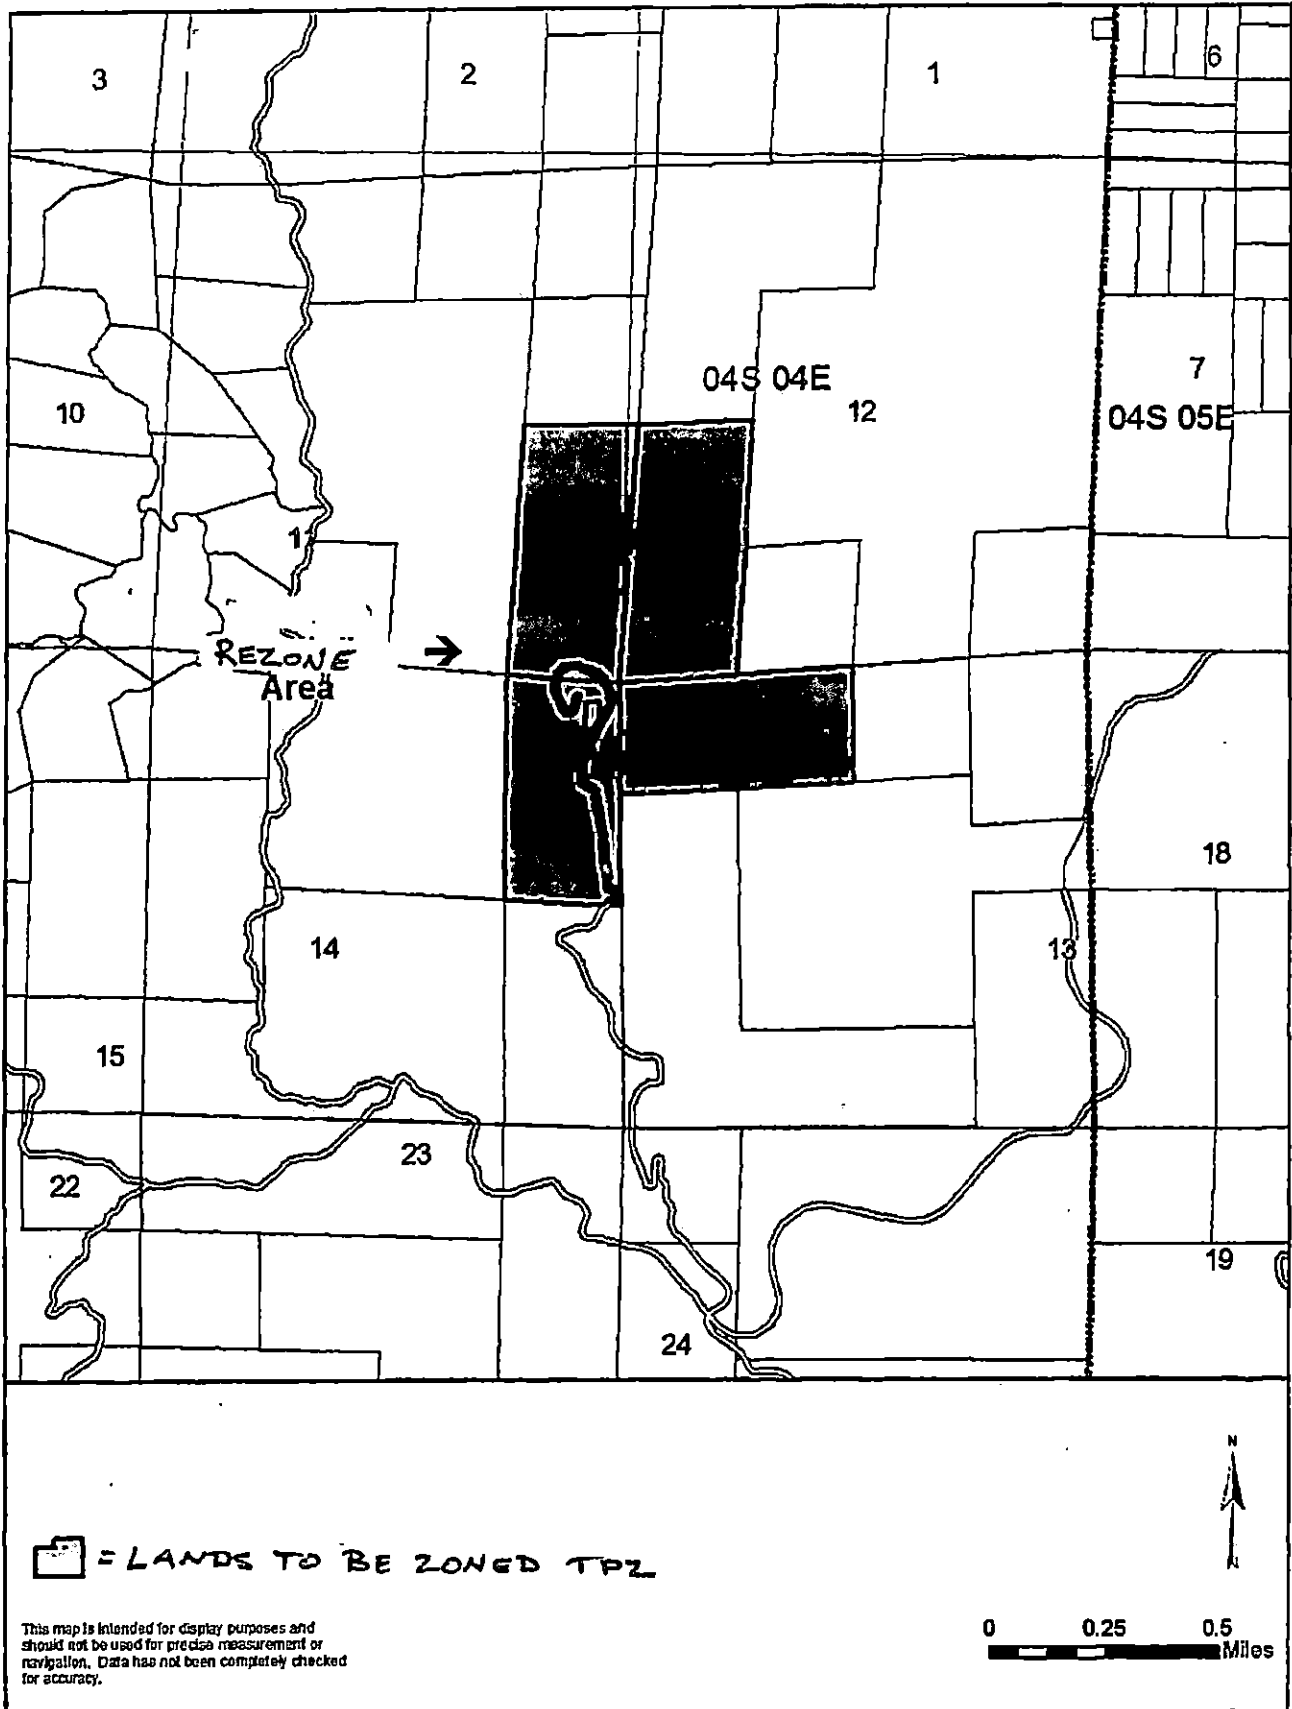 3
2
1
6
04S 04E
7
10
12
04S 05E
11
REZONE
Area
18
14
13
15
23
22
19
24
N
= LANDS TO BE ZONED TPZ
This map is intended for display purposes and
should not be used for precise measurement or
navigation. Data has not been completely checked
for accuracy.
0 0.25 0.5
Miles